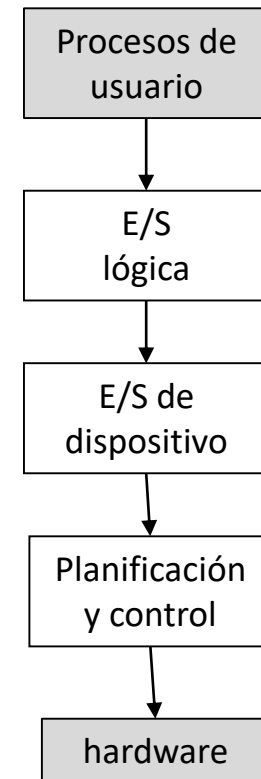 Procesos de
usuario
E/S
lógica
E/S de
dispositivo
Planificación
y control
hardware